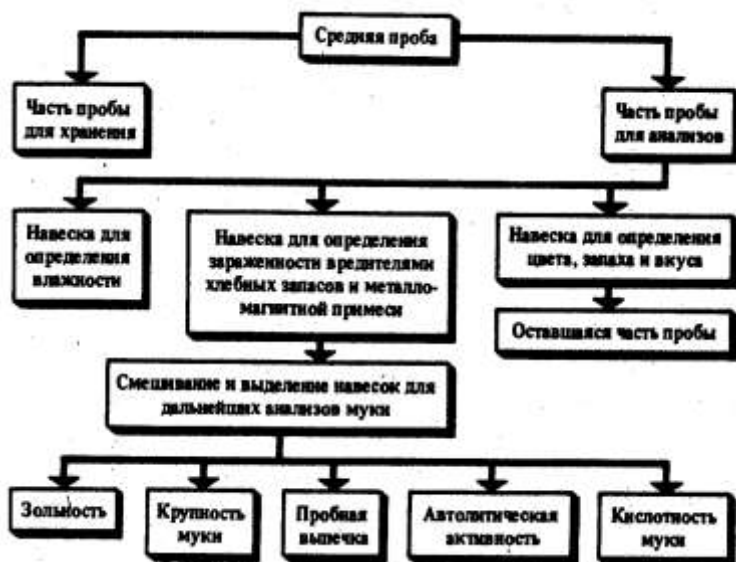 Средняя проба
Часть пробы
для хранения
Часть пробы
для анализов
Навеска для
определения
влажности
Навеска для определения
зараженности вредителями
хлебных запасов и металло-
магнитной примеси
Навеска для определения
цвета, запаха и вкуса
Оставшаяся часть пробы
Смешивание и выделение навесок для
дальнейших анализов муки
Зольность
Крупность
муки
Пробная
выпечка
Автолитическая
активность
Кислотность
муки